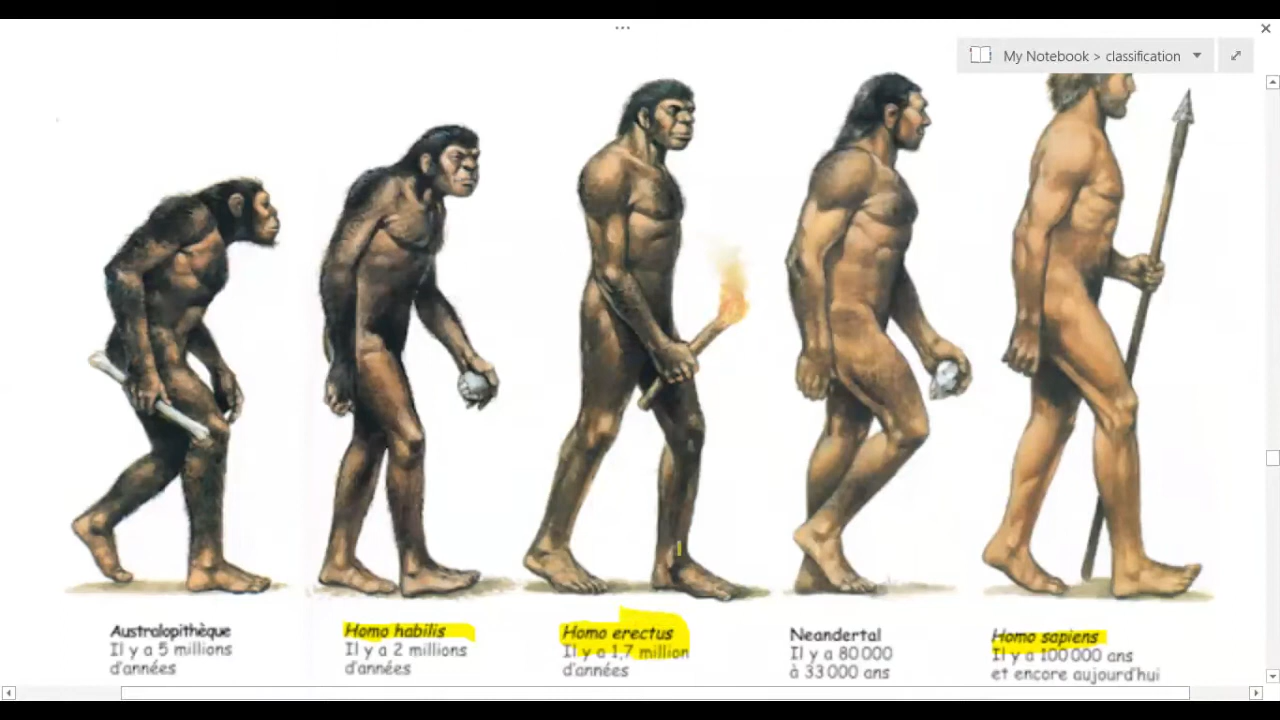 ...
My Notebook > classification
Australopithèque
Il y a 5 millions
d'années
Homo habilis
Il y a 2 millions
d'années
Homo erectus
Il y a 1,7 million
d'années
Neandertal
Il y a 80 000
à 33 000 ans
Homo sapiens
Il y a 100 000 ans
et encore aujourd'hui